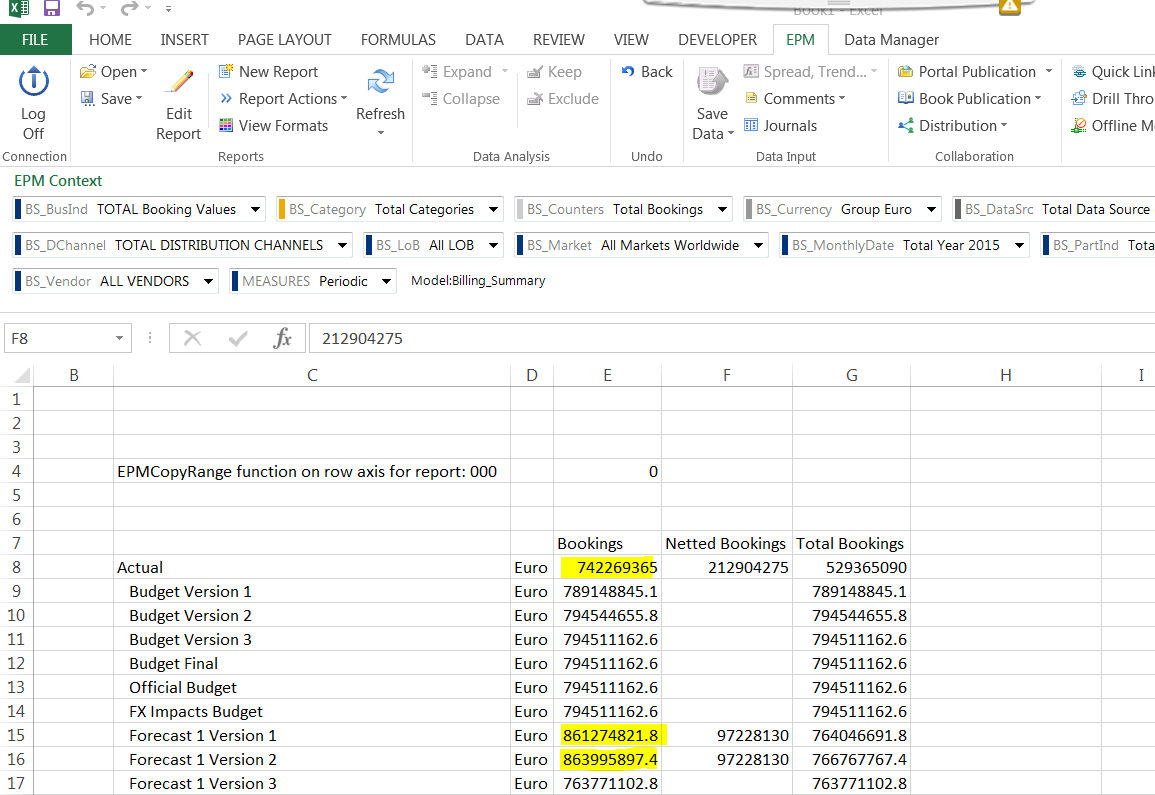 Book1 - Excel
FILE HOME INSERT PAGE LAYOUT FORMULAS DATA REVIEW VIEW DEVELOPER EPM Data Manager
Open New Report Expand Keep Back Spread, Trend... Portal Publication Quick Link
Save Report Actions Collapse Exclude Comments Book Publication Drill Thro
Log Off Edit Report View Formats Refresh Save Data Journals Distribution Offline M
Connection Reports Data Analysis Undo Data Input Collaboration
EPM Context
BS_BusInd TOTAL Booking Values BS_Category Total Categories BS_Counters Total Bookings BS_Currency Group Euro BS_DataSrc Total Data Source
BS_DChannel TOTAL DISTRIBUTION CHANNELS BS_LoB All LOB BS_Market All Markets Worldwide BS_MonthlyDate Total Year 2015 BS_PartInd Tota
BS_Vendor ALL VENDORS MEASURES Periodic Model:Billing_Summary
F8 fx 212904275
B C D E F G H I
1
2
3
4 EPMCopyRange function on row axis for report: 000 0
5
6
7 Bookings Netted Bookings Total Bookings
8 Actual Euro 742269365 212904275 529365090
9 Budget Version 1 Euro 789148845.1 789148845.1
10 Budget Version 2 Euro 794544655.8 794544655.8
11 Budget Version 3 Euro 794511162.6 794511162.6
12 Budget Final Euro 794511162.6 794511162.6
13 Official Budget Euro 794511162.6 794511162.6
14 FX Impacts Budget Euro 794511162.6 794511162.6
15 Forecast 1 Version 1 Euro 861274821.8 97228130 764046691.8
16 Forecast 1 Version 2 Euro 863995897.4 97228130 766767767.4
17 Forecast 1 Version 3 Euro 763771102.8 763771102.8